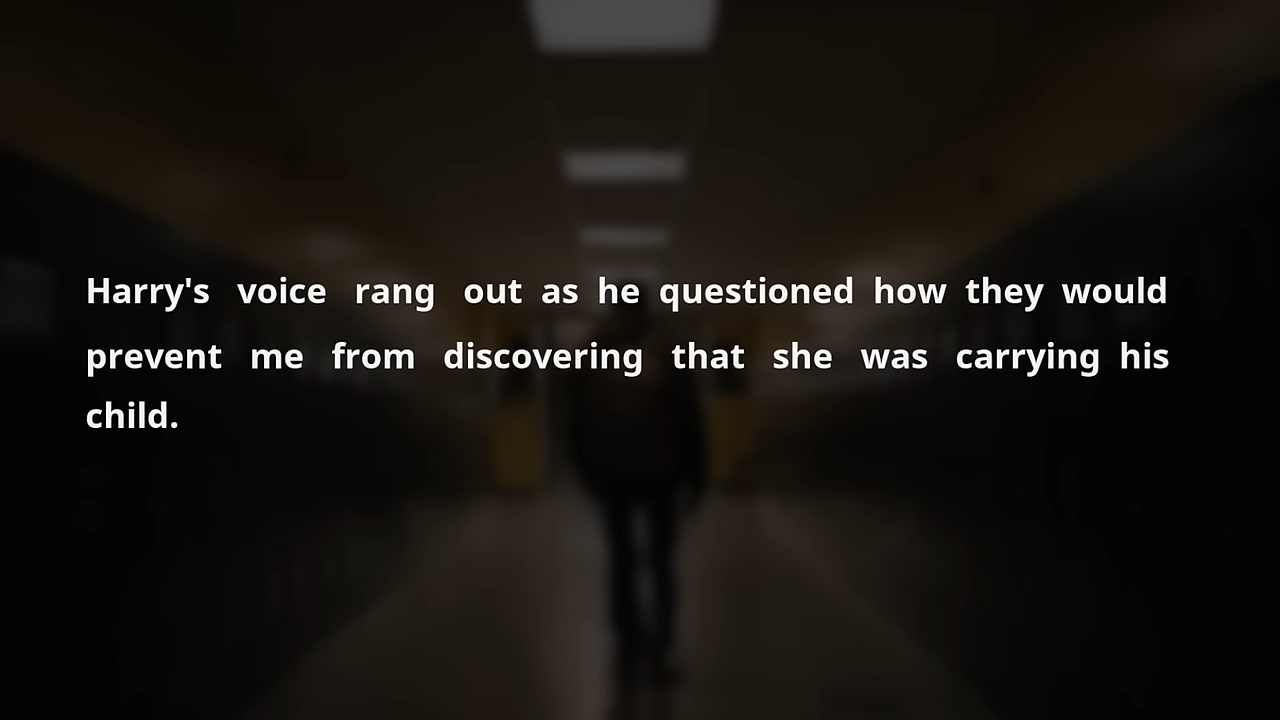 Harry's voice rang out as he questioned how they would
prevent me from discovering that she was carrying his
child.